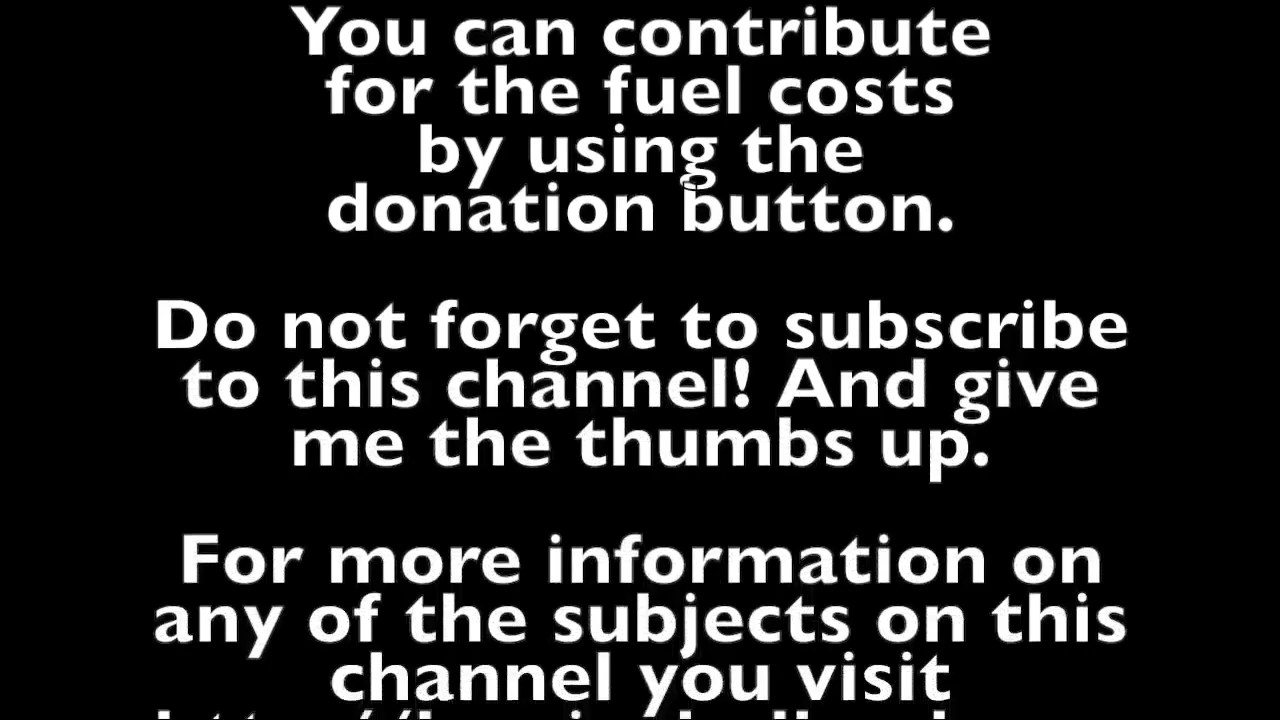 You can contribute
for the fuel costs
by using the
donation button.
Do not forget to subscribe
to this channel! And give
me the thumbs up.
For more information on
any of the subjects on this
channel you visit